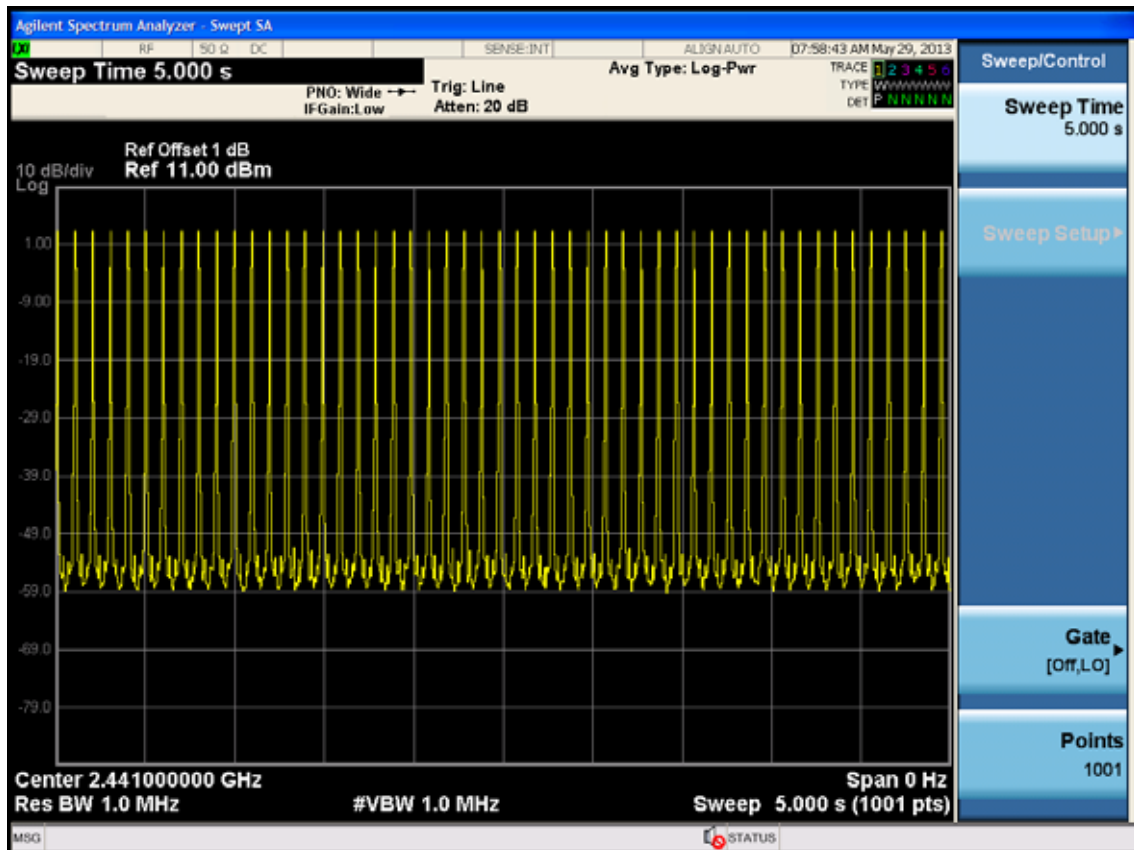 Agilent Spectrum Analyzer - Swept SA
LXI RF 50 Ω DC SENSE:INT ALIGNAUTO 07:58:43 AM May 29, 2013
Sweep Time 5.000 s
PNO: Wide
IFGain:Low
Trig: Line
Atten: 20 dB
Avg Type: Log-Pwr
TRACE 1 2 3 4 5 6
TYPE WWWWWW
DET P N N N N N
Ref Offset 1 dB
10 dB/div Ref 11.00 dBm
Log
1.00
-9.00
-19.0
-29.0
-39.0
-49.0
-59.0
-69.0
-79.0
Center 2.441000000 GHz Span 0 Hz
Res BW 1.0 MHz #VBW 1.0 MHz Sweep 5.000 s (1001 pts)
MSG STATUS
Sweep/Control
Sweep Time
5.000 s
Sweep Setup
Gate
[Off,LO]
Points
1001